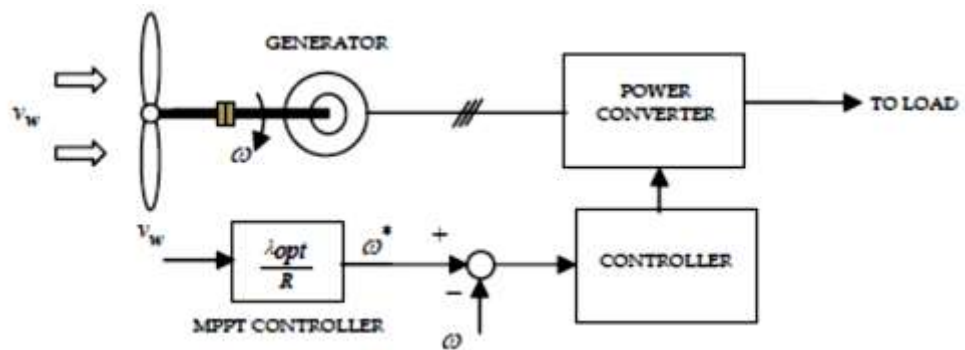 GENERATOR
POWER
CONVERTER
TO LOAD
v_w
ω
v_w
λopt
R
ω*
+
−
ω
CONTROLLER
MPPT CONTROLLER